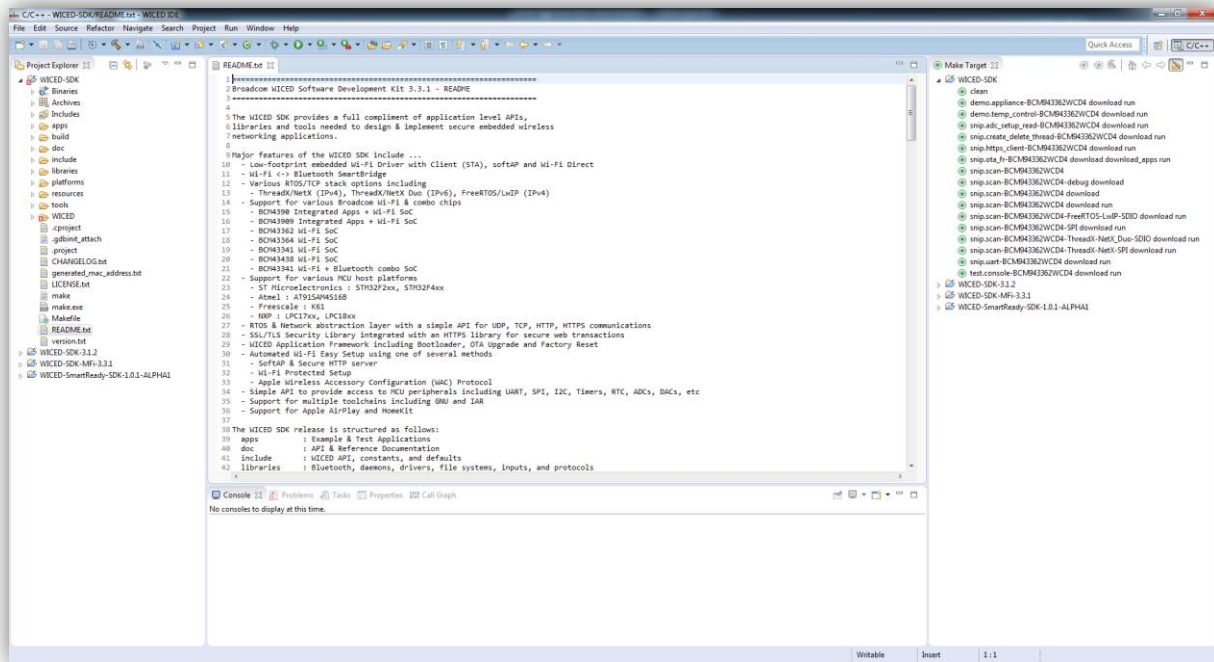 C/C++ - WICED-SDK/README.txt - WICED IDE
File Edit Source Refactor Navigate Search Project Run Window Help
Quick Access
C/C++
Project Explorer
WICED-SDK
Binaries
Archives
Includes
apps
build
doc
include
libraries
platforms
resources
tools
WICED
.cproject
.gdbinit_attach
.project
CHANGELOG.txt
generated_mac_address.txt
LICENSE.txt
make
make.exe
Makefile
README.txt
version.txt
WICED-SDK-3.1.2
WICED-SDK-MFi-3.3.1
WICED-SmartReady-SDK-1.0.1-ALPHA1
README.txt
1 ========================================================================
2 Broadcom WICED Software Development Kit 3.3.1 - README
3 ========================================================================
4
5 The WICED SDK provides a full compliment of application level APIs,
6 libraries and tools needed to design & implement secure embedded wireless
7 networking applications.
8
9 Major features of the WICED SDK include ...
10 - Low-footprint embedded Wi-Fi Driver with Client (STA), softAP and Wi-Fi Direct
11 - Wi-Fi <-> Bluetooth SmartBridge
12 - Various RTOS/TCP stack options including
13 - ThreadX/NetX (IPv4), ThreadX/NetX Duo (IPv6), FreeRTOS/LwIP (IPv4)
14 - Support for various Broadcom Wi-Fi & combo chips
15 - BCM4390 Integrated Apps + Wi-Fi SoC
16 - BCM43909 Integrated Apps + Wi-Fi SoC
17 - BCM43362 Wi-Fi SoC
18 - BCM43364 Wi-Fi SoC
19 - BCM43341 Wi-Fi SoC
20 - BCM43438 Wi-Fi SoC
21 - BCM43341 Wi-Fi + Bluetooth combo SoC
22 - Support for various MCU host platforms
23 - ST Microelectronics : STM32F2xx, STM32F4xx
24 - Atmel : AT91SAM4S16B
25 - Freescale : K61
26 - NXP : LPC17xx, LPC18xx
27 - RTOS & Network abstraction layer with a simple API for UDP, TCP, HTTP, HTTPS communications
28 - SSL/TLS Security Library integrated with an HTTPS library for secure web transactions
29 - WICED Application Framework including Bootloader, OTA Upgrade and Factory Reset
30 - Automated Wi-Fi Easy Setup using one of several methods
31 - SoftAP & Secure HTTP server
32 - Wi-Fi Protected Setup
33 - Apple Wireless Accessory Configuration (WAC) Protocol
34 - Simple API to provide access to MCU peripherals including UART, SPI, I2C, Timers, RTC, ADCs, DACs, etc
35 - Support for multiple toolchains including GNU and IAR
36 - Support for Apple AirPlay and HomeKit
37
38 The WICED SDK release is structured as follows:
39 apps : Example & Test Applications
40 doc : API & Reference Documentation
41 include : WICED API, constants, and defaults
42 libraries : Bluetooth, daemons, drivers, file systems, inputs, and protocols
Console Problems Tasks Properties Call Graph
No consoles to display at this time.
Make Target
WICED-SDK
clean
demo.appliance-BCM943362WCD4 download run
demo.temp_control-BCM943362WCD4 download run
snip.adc_setup_read-BCM943362WCD4 download run
snip.create_delete_thread-BCM943362WCD4 download run
snip.https_client-BCM943362WCD4 download run
snip.ota_fr-BCM943362WCD4 download download_apps run
snip.scan-BCM943362WCD4
snip.scan-BCM943362WCD4-debug download
snip.scan-BCM943362WCD4 download
snip.scan-BCM943362WCD4 download run
snip.scan-BCM943362WCD4-FreeRTOS-LwIP-SDIO download run
snip.scan-BCM943362WCD4-SPI download run
snip.scan-BCM943362WCD4-ThreadX-NetX_Duo-SDIO download run
snip.scan-BCM943362WCD4-ThreadX-NetX-SPI download run
snip.uart-BCM943362WCD4 download run
test.console-BCM943362WCD4 download run
WICED-SDK-3.1.2
WICED-SDK-MFi-3.3.1
WICED-SmartReady-SDK-1.0.1-ALPHA1
Writable Insert 1 : 1